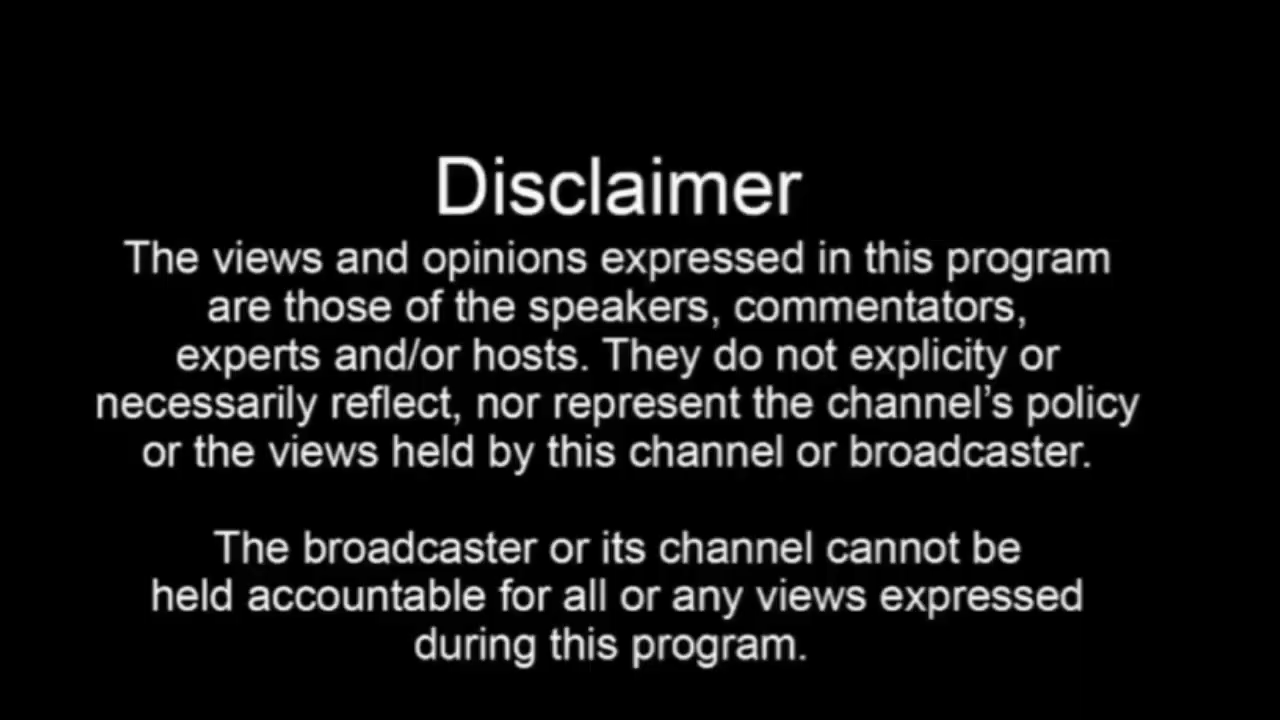 Disclaimer
The views and opinions expressed in this program
are those of the speakers, commentators,
experts and/or hosts. They do not explicity or
necessarily reflect, nor represent the channel’s policy
or the views held by this channel or broadcaster.
The broadcaster or its channel cannot be
held accountable for all or any views expressed
during this program.